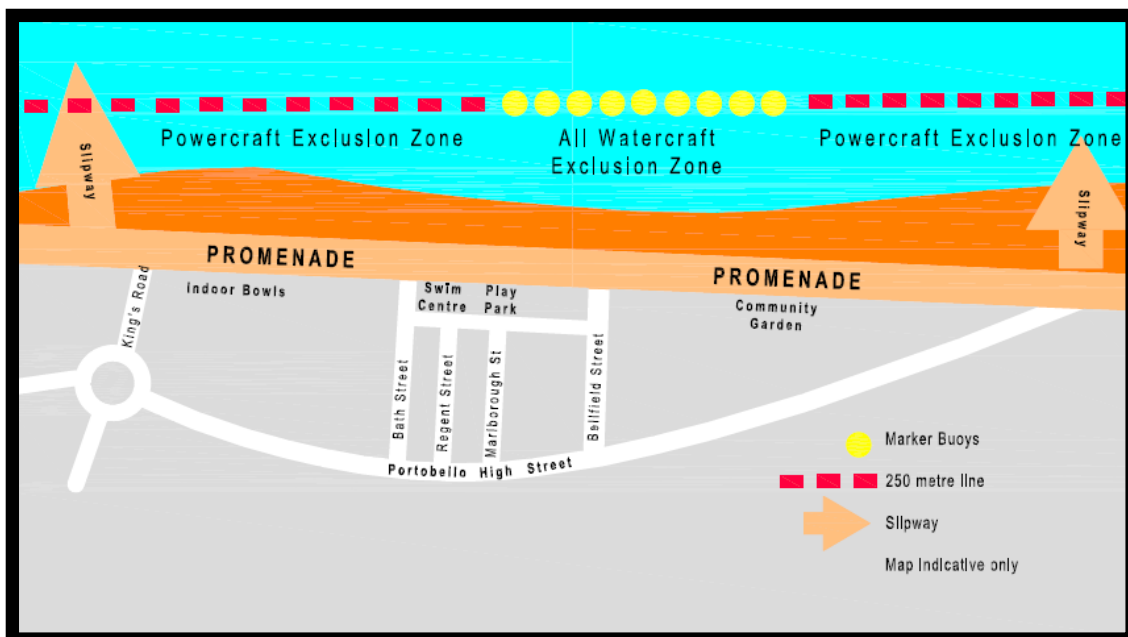 Powercraft Exclusion Zone
All Watercraft
Exclusion Zone
Powercraft Exclusion Zone
Slipway
Slipway
PROMENADE
PROMENADE
King's Road
Indoor Bowls
Swim
Centre
Play
Park
Community
Garden
Bath Street
Regent Street
Marlborough St
Bellfield Street
Portobello High Street
Marker Buoys
250 metre line
Slipway
Map indicative only